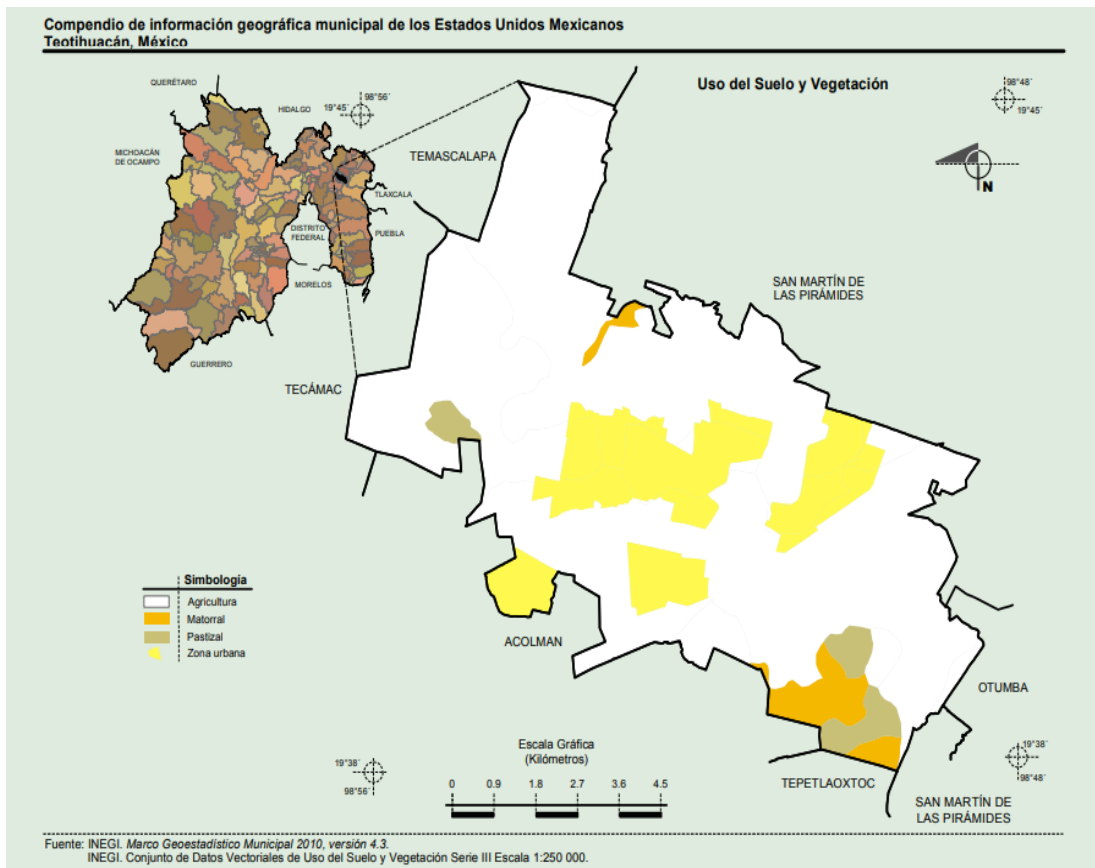 Compendio de información geográfica municipal de los Estados Unidos Mexicanos
Teotihuacán, México
Uso del Suelo y Vegetación
QUERÉTARO
HIDALGO
98°56´
19°45´
98°48´
19°45´
MICHOACÁN
DE OCAMPO
TEMASCALAPA
N
TLAXCALA
DISTRITO
FEDERAL
PUEBLA
MORELOS
SAN MARTÍN DE
LAS PIRÁMIDES
GUERRERO
TECÁMAC
Simbología
Agricultura
Matorral
Pastizal
Zona urbana
ACOLMAN
OTUMBA
Escala Gráfica
(Kilómetros)
19°38´
98°56´
0 0.9 1.8 2.7 3.6 4.5
19°38´
98°48´
TEPETLAOXTOC
SAN MARTÍN DE
LAS PIRÁMIDES
Fuente: INEGI. Marco Geoestadístico Municipal 2010, versión 4.3.
INEGI. Conjunto de Datos Vectoriales de Uso del Suelo y Vegetación Serie III Escala 1:250 000.